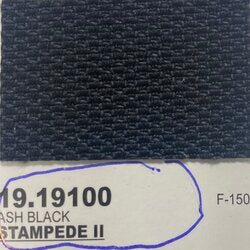 19.19100 F-150
ASH BLACK
STAMPEDE II